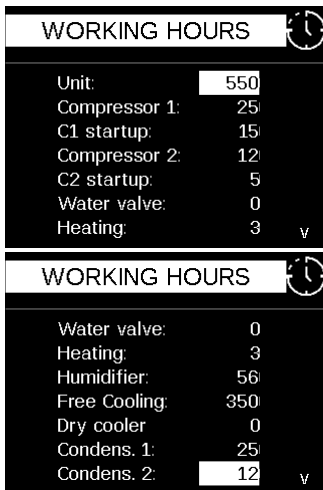 WORKING HOURS
Unit: 550
Compressor 1: 25
C1 startup: 15
Compressor 2: 12
C2 startup: 5
Water valve: 0
Heating: 3
v
WORKING HOURS
Water valve: 0
Heating: 3
Humidifier: 56
Free Cooling: 350
Dry cooler 0
Condens. 1: 25
Condens. 2: 12
v